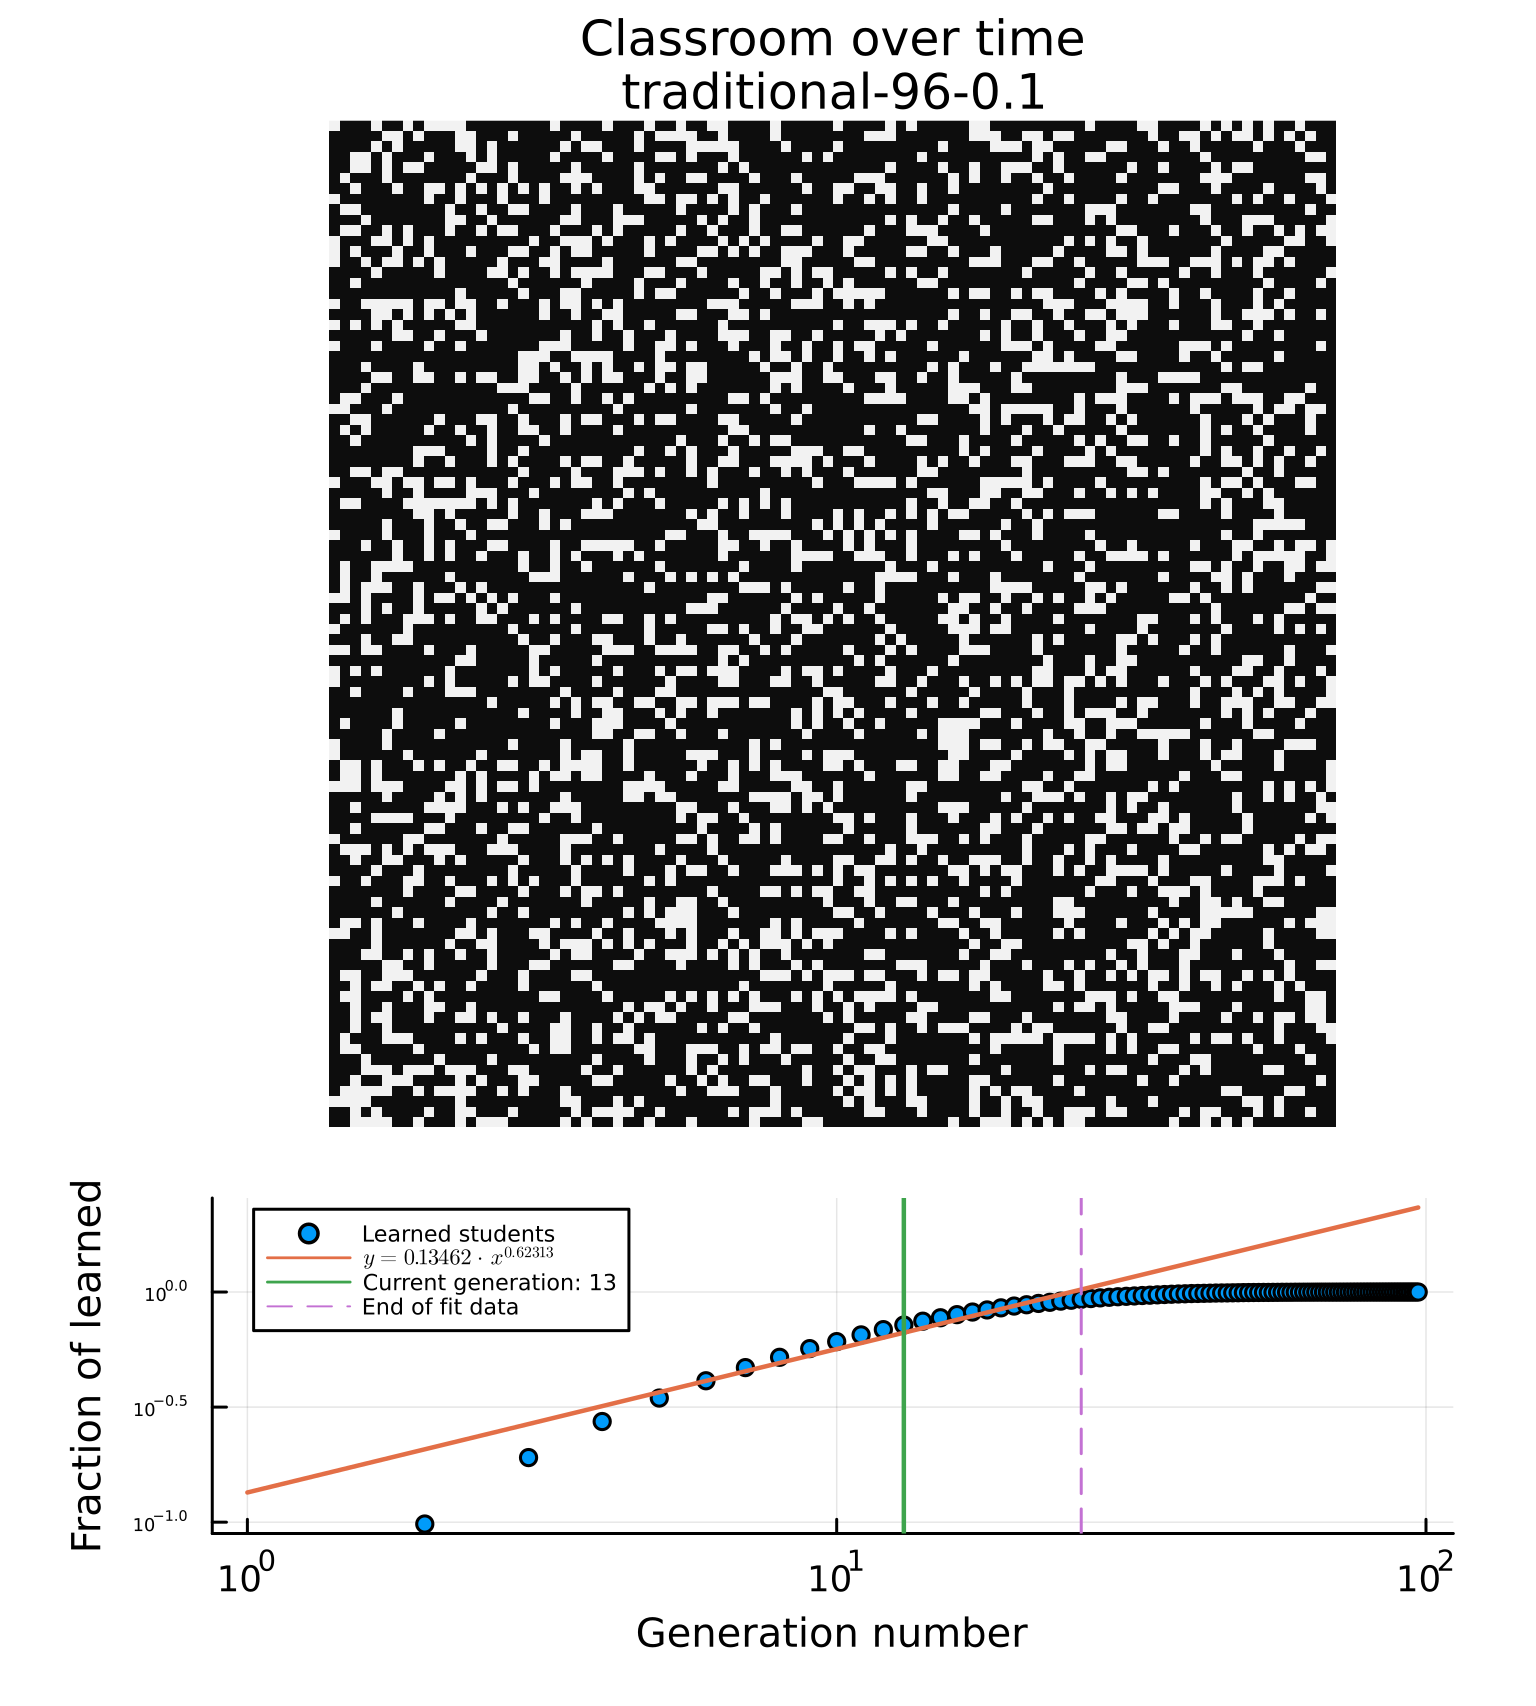 Classroom over time
traditional-96-0.1
Learned students
y = 0.13462 · x^0.62313
Current generation: 13
End of fit data
Fraction of learned
10^0.0
10^−0.5
10^−1.0
10^0
10^1
10^2
Generation number